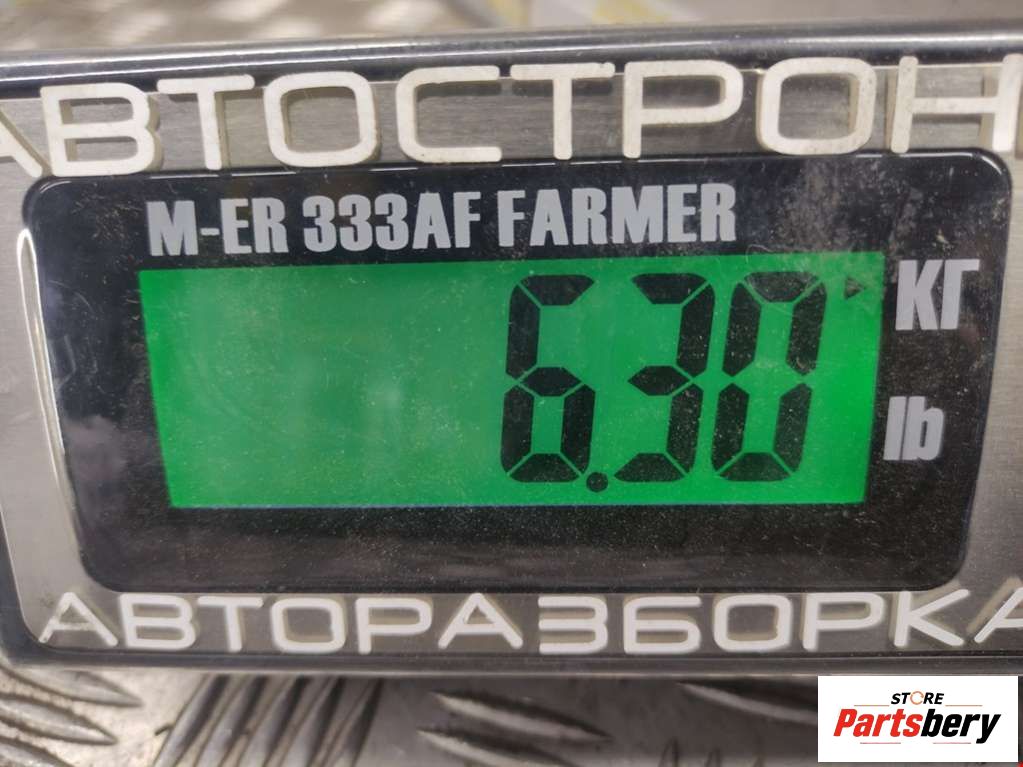 АВТОСТРОН
M-ER 333AF FARMER
6.30
КГ
lb
АВТОРАЗБОРКА
STORE
Partsbery